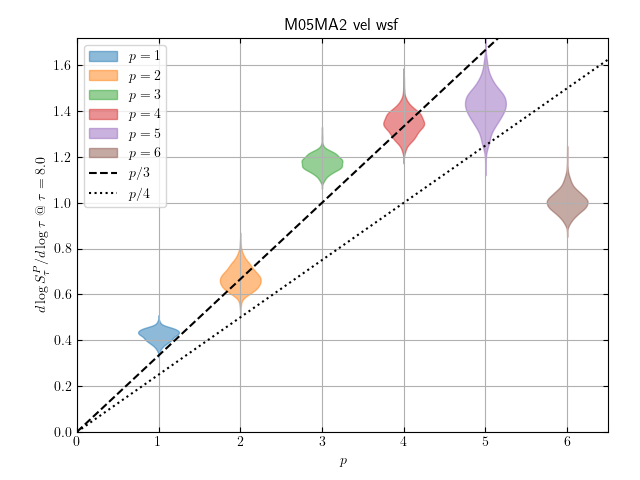 M05MA2 vel wsf
p = 1
p = 2
p = 3
p = 4
p = 5
p = 6
p/3
p/4
d log S_τ^P / d log τ @ τ = 8.0
1.6
1.4
1.2
1.0
0.8
0.6
0.4
0.2
0.0
0 1 2 3 4 5 6
p